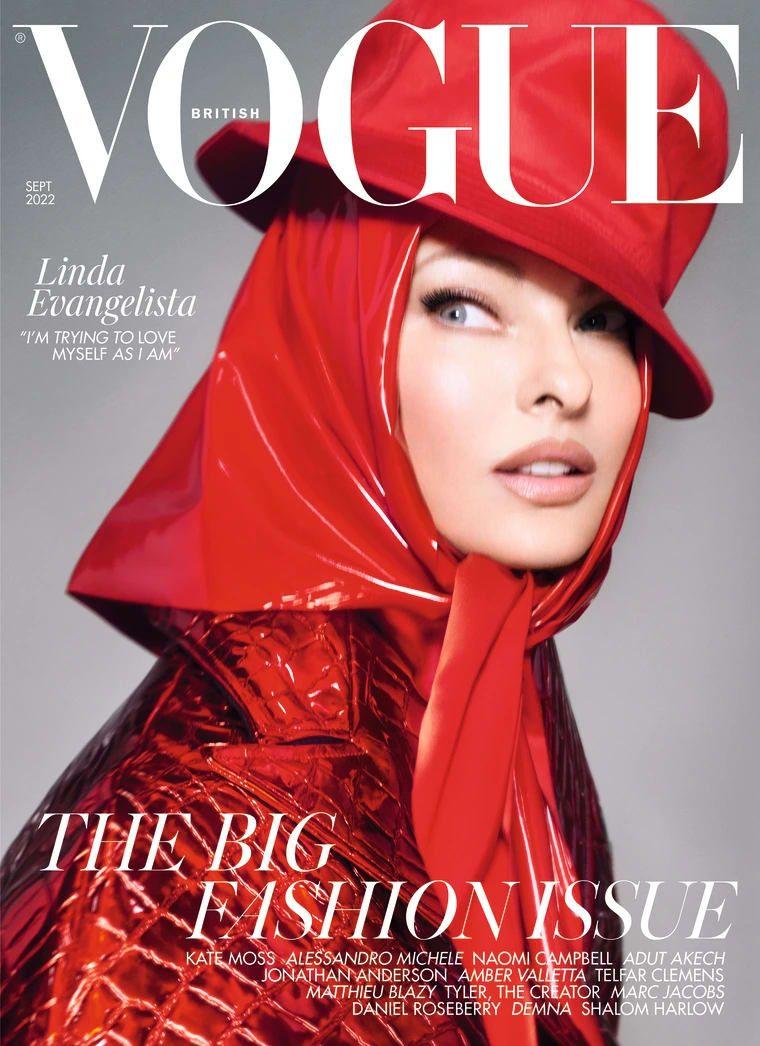 VOGUE
®
BRITISH
SEPT
2022
Linda
Evangelista
“I’M TRYING TO LOVE
MYSELF AS I AM”
THE BIG
FASHION ISSUE
KATE MOSS ALESSANDRO MICHELE NAOMI CAMPBELL ADUT AKECH
JONATHAN ANDERSON AMBER VALLETTA TELFAR CLEMENS
MATTHIEU BLAZY TYLER, THE CREATOR MARC JACOBS
DANIEL ROSEBERRY DEMNA SHALOM HARLOW